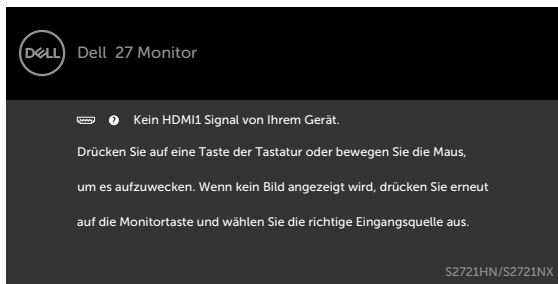 DELL
Dell 27 Monitor
? Kein HDMI1 Signal von Ihrem Gerät.
Drücken Sie auf eine Taste der Tastatur oder bewegen Sie die Maus,
um es aufzuwecken. Wenn kein Bild angezeigt wird, drücken Sie erneut
auf die Monitortaste und wählen Sie die richtige Eingangsquelle aus.
S2721HN/S2721NX